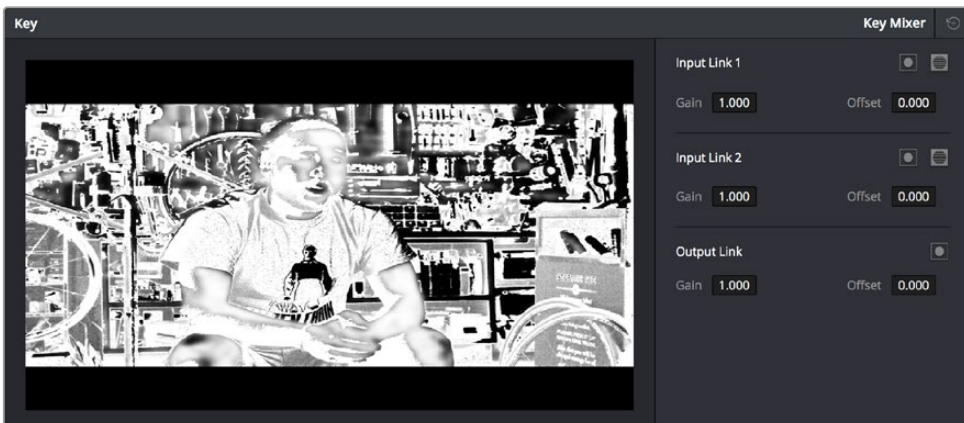 Key
Key Mixer
Input Link 1
Gain 1.000 Offset 0.000
Input Link 2
Gain 1.000 Offset 0.000
Output Link
Gain 1.000 Offset 0.000